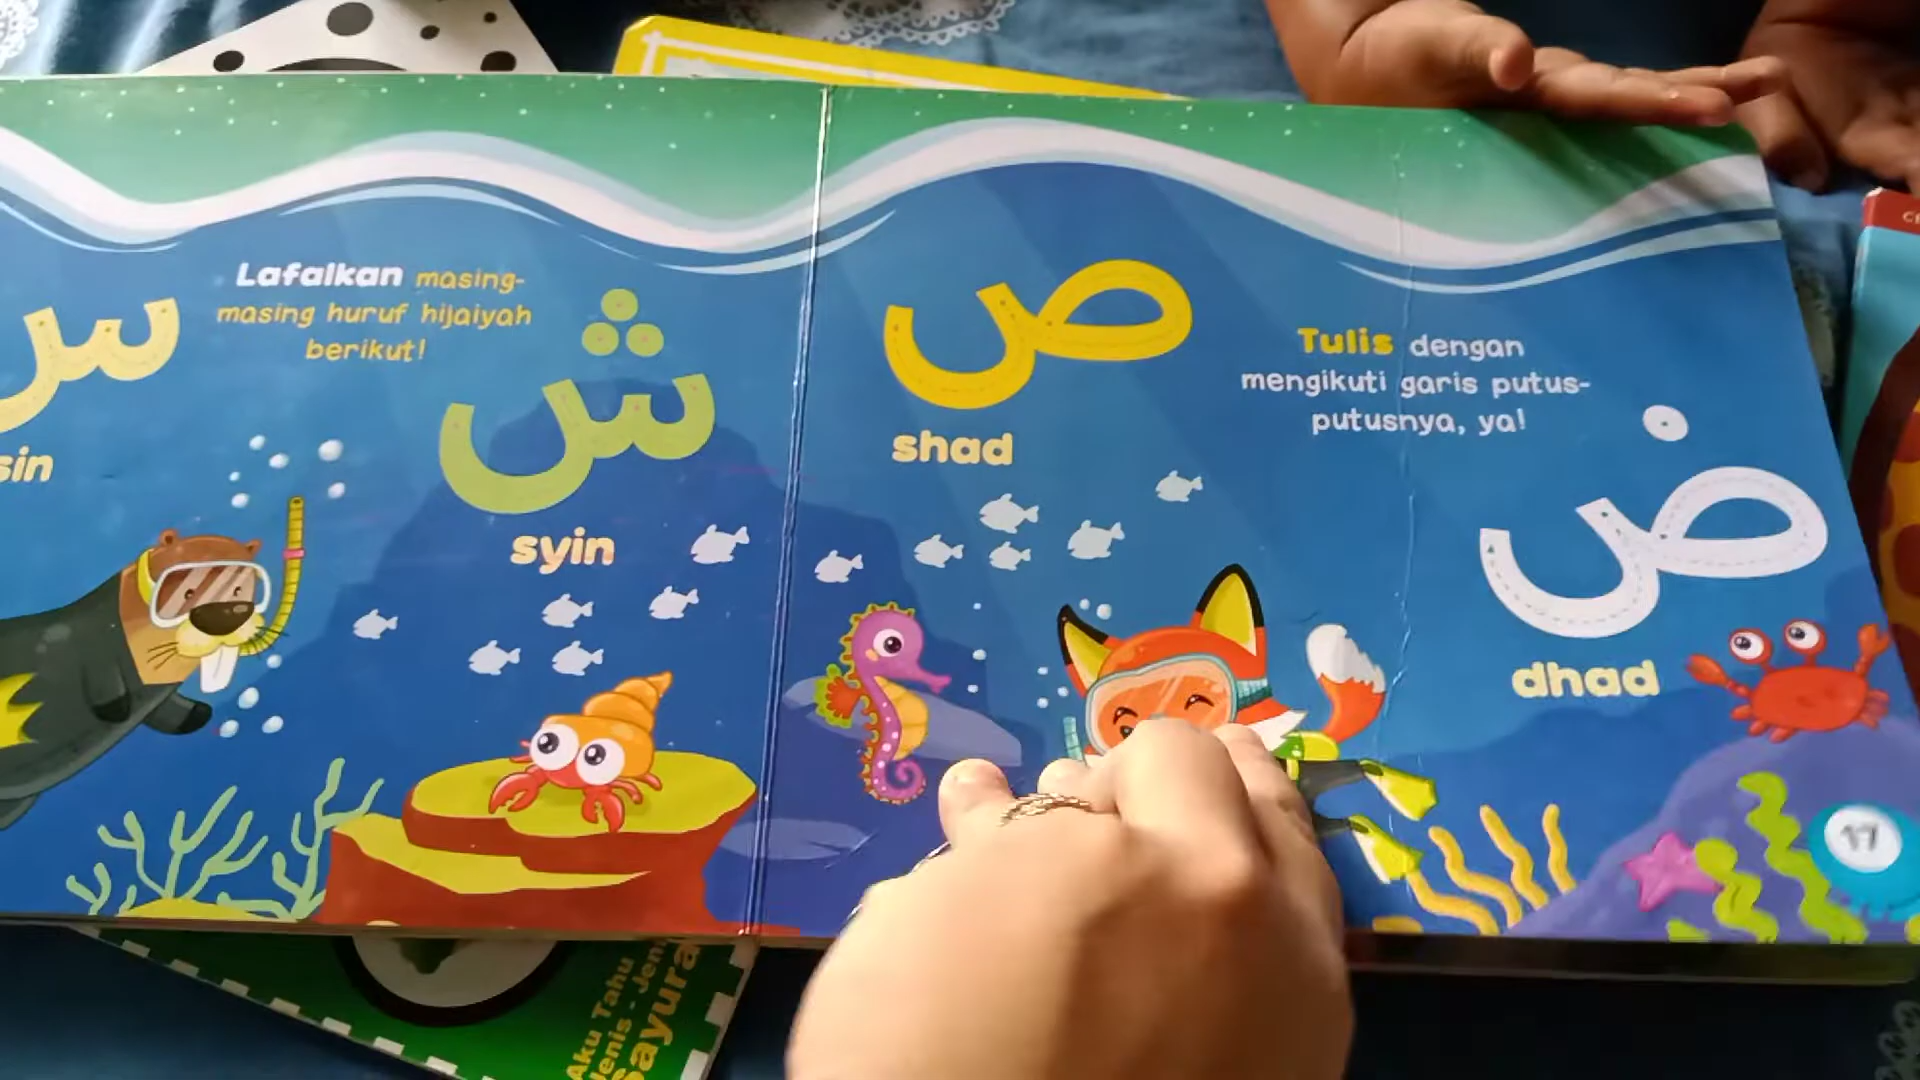 س
sin
Lafalkan masing-
masing huruf hijaiyah
berikut!
ش
syin
ص
shad
Tulis dengan
mengikuti garis putus-
putusnya, ya!
ض
dhad
17
Aku Tahu
Jenis - Jeni
Sayura